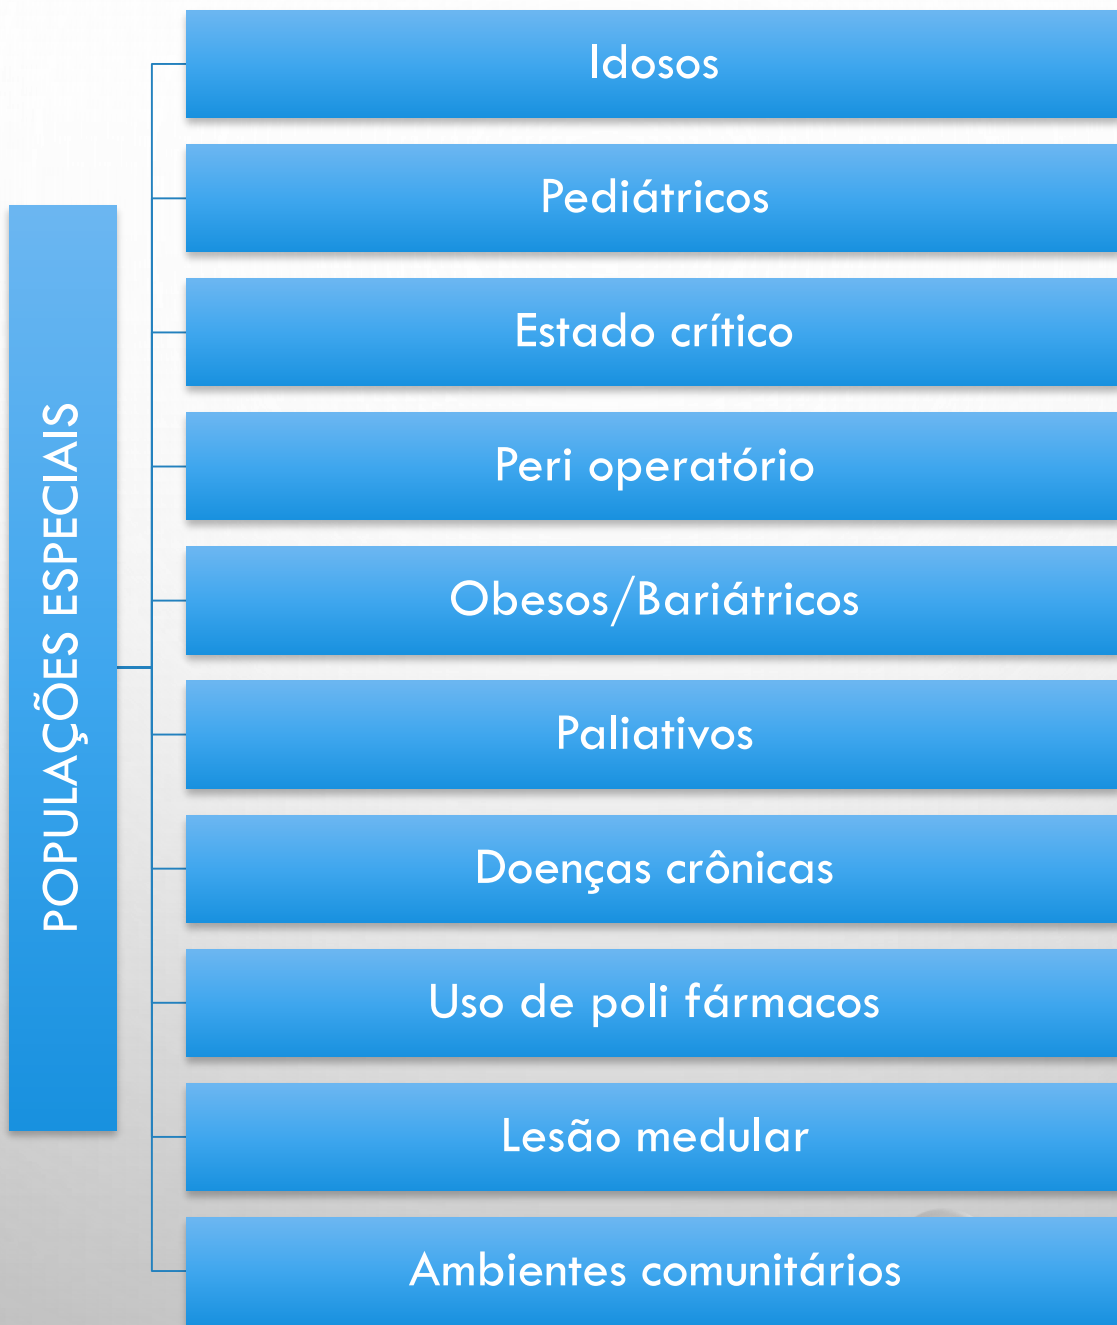 POPULAÇÕES ESPECIAIS
Idosos
Pediátricos
Estado crítico
Peri operatório
Obesos/Bariátricos
Paliativos
Doenças crônicas
Uso de poli fármacos
Lesão medular
Ambientes comunitários